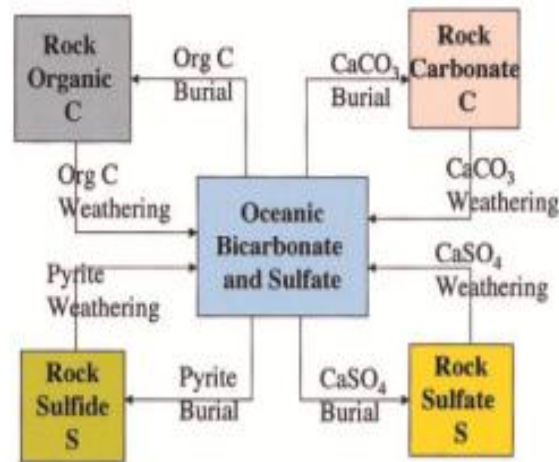 Rock
Organic
C
Org C
Burial
CaCO₃
Burial
Rock
Carbonate
C
Org C
Weathering
Oceanic
Bicarbonate
and Sulfate
CaCO₃
Weathering
Pyrite
Weathering
CaSO₄
Weathering
Rock
Sulfide
S
Pyrite
Burial
CaSO₄
Burial
Rock
Sulfate
S